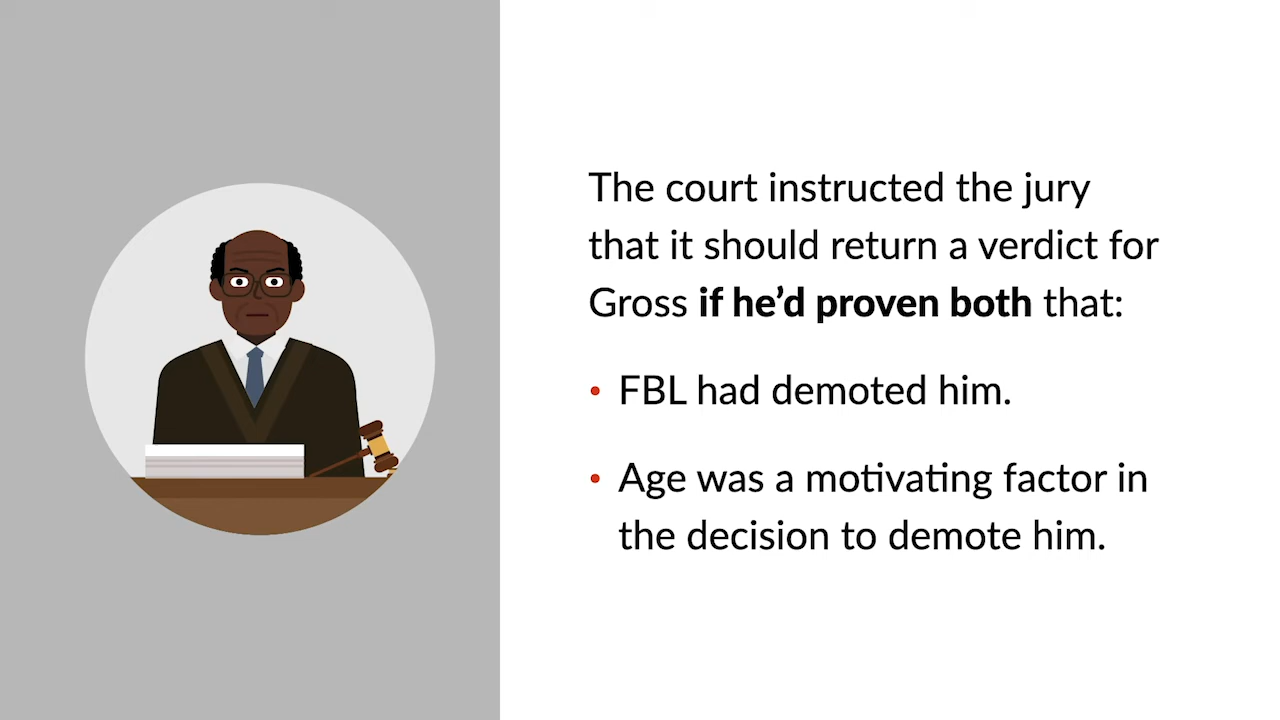 The court instructed the jury
that it should return a verdict for
Gross if he’d proven both that:
• FBL had demoted him.
• Age was a motivating factor in
the decision to demote him.